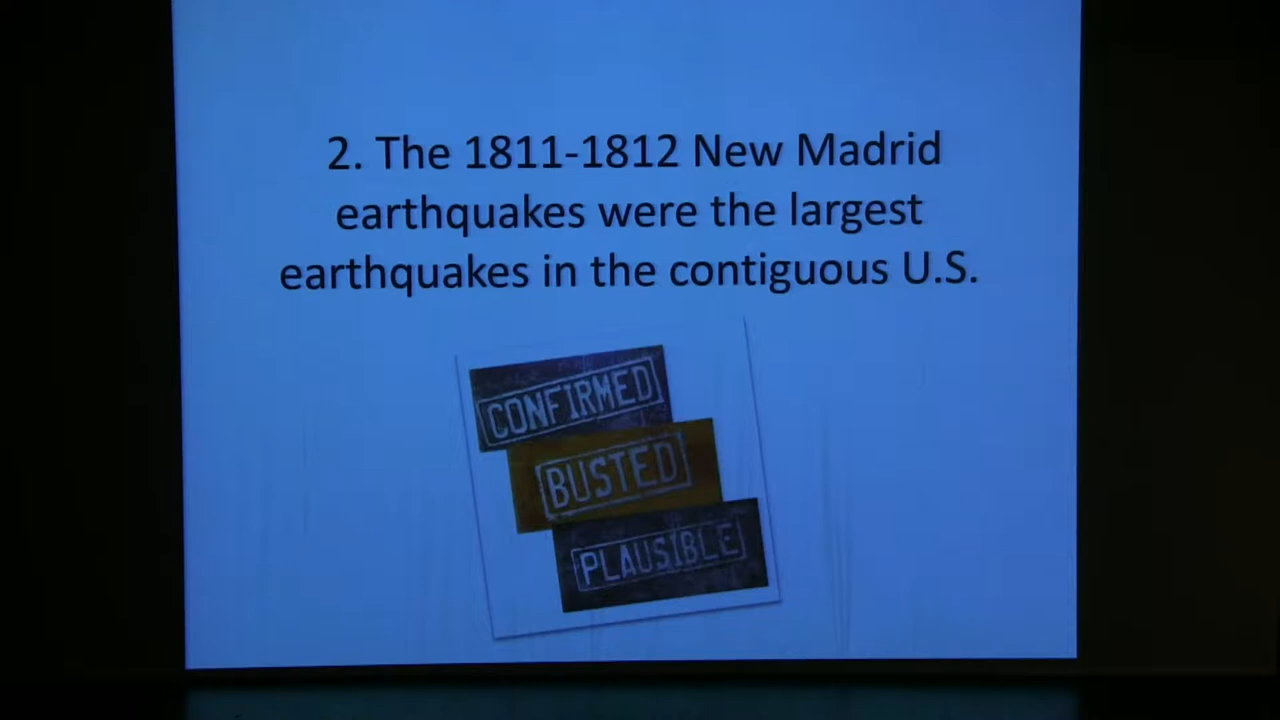 2. The 1811-1812 New Madrid
earthquakes were the largest
earthquakes in the contiguous U.S.
CONFIRMED
BUSTED
PLAUSIBLE